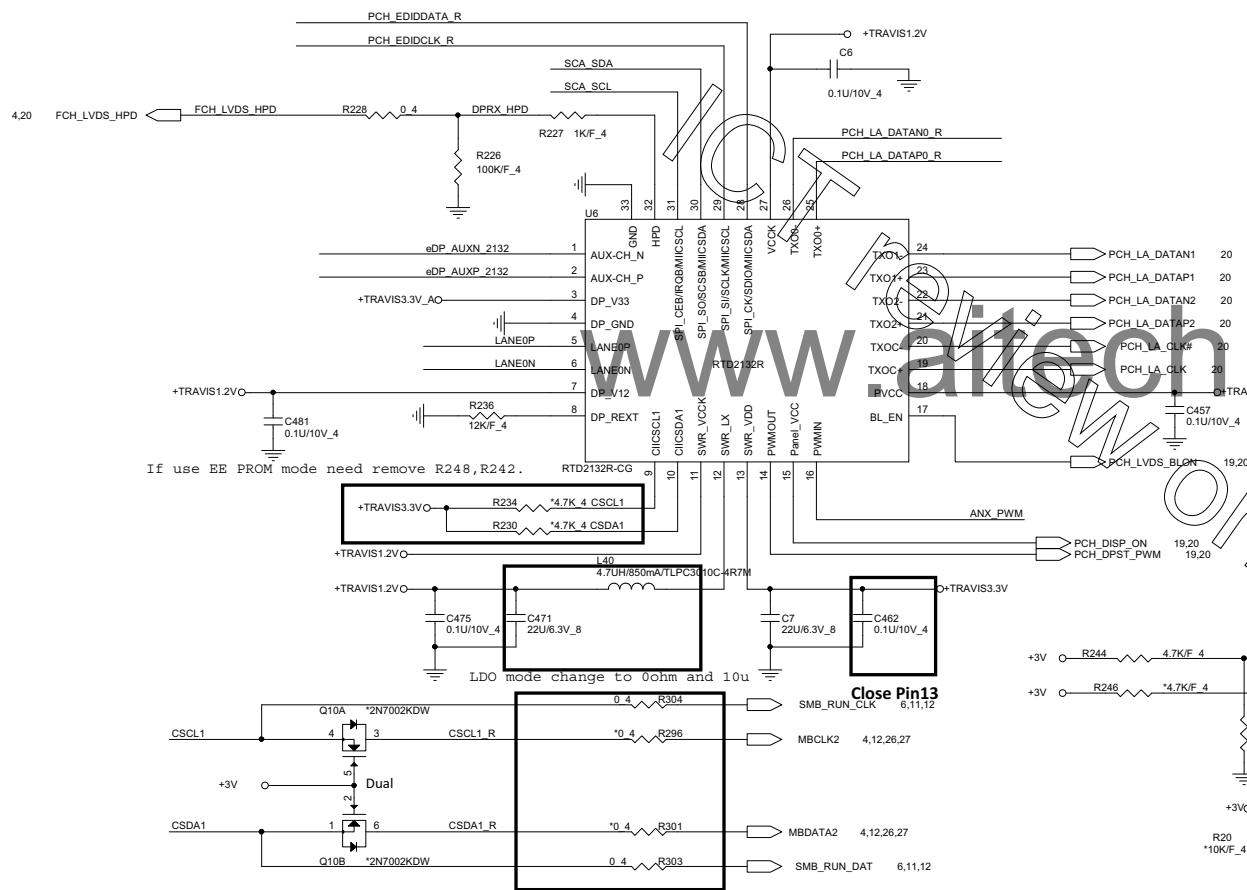 PCH_EDIDDATA_R
PCH_EDIDCLK_R
+TRAVIS1.2V
C6
0.1U/10V_4
SCA_SDA
SCA_SCL
4,20 FCH_LVDS_HPD
FCH_LVDS_HPD
R228 0_4
DPRX_HPD
R227 1K/F_4
R226
100K/F_4
PCH_LA_DATAN0_R
PCH_LA_DATAP0_R
ICT review only
www.aitech
U6
33 32 31 30 29 28 27 26 25
GND
HPD
SPI_CEB/IRQB/MIICSCL
SPI_SO/SCSB/MIICSDA
SPI_SI/SCLK/MIICSCL
SPI_CK/SDIO/MIICSDA
VCCK
TXO0-
TXO0+
eDP_AUXN_2132 1 AUX-CH_N
eDP_AUXP_2132 2 AUX-CH_P
+TRAVIS3.3V_A 3 DP_V33
4 DP_GND
LANE0P 5 LANE0P
LANE0N 6 LANE0N
+TRAVIS1.2V 7 DP_V12
8 DP_REXT
R236
12K/F_4
C481
0.1U/10V_4
RTD2132R
TXO1- 24 PCH_LA_DATAN1 20
TXO1+ 23 PCH_LA_DATAP1 20
TXO2- 22 PCH_LA_DATAN2 20
TXO2+ 21 PCH_LA_DATAP2 20
TXOC- 20 PCH_LA_CLK# 20
TXOC+ 19 PCH_LA_CLK 20
PVCC 18 +TRA
BL_EN 17
C457
0.1U/10V_4
PCH_LVDS_BLON 19,20
CIICSCL1
CIICSDA1
SWR_VCCK
SWR_LX
SWR_VDD
PWMOUT
Panel_VCC
PWMIN
RTD2132R-CG
9 10 11 12 13 14 15 16
If use EE PROM mode need remove R248,R242.
+TRAVIS3.3V
R234 *4.7K_4 CSCL1
R230 *4.7K_4 CSDA1
ANX_PWM
PCH_DISP_ON 19,20
PCH_DPST_PWM 19,20
+TRAVIS1.2V
L40
4.7UH/850mA/TLPC3010C-4R7M
+TRAVIS1.2V
+TRAVIS3.3V
C475
0.1U/10V_4
C471
22U/6.3V_8
C7
22U/6.3V_8
C462
0.1U/10V_4
LDO mode change to 0ohm and 10u
Close Pin13
+3V R244 4.7K/F_4
+3V R246 *4.7K/F_4
+3V
R20
*10K/F_4
Q10A *2N7002KDW
0_4 R304 SMB_RUN_CLK 6,11,12
CSCL1 4 3 CSCL1_R *0_4 R296 MBCLK2 4,12,26,27
5
+3V Dual
2
CSDA1 1 6 CSDA1_R *0_4 R301 MBDATA2 4,12,26,27
Q10B *2N7002KDW
0_4 R303 SMB_RUN_DAT 6,11,12